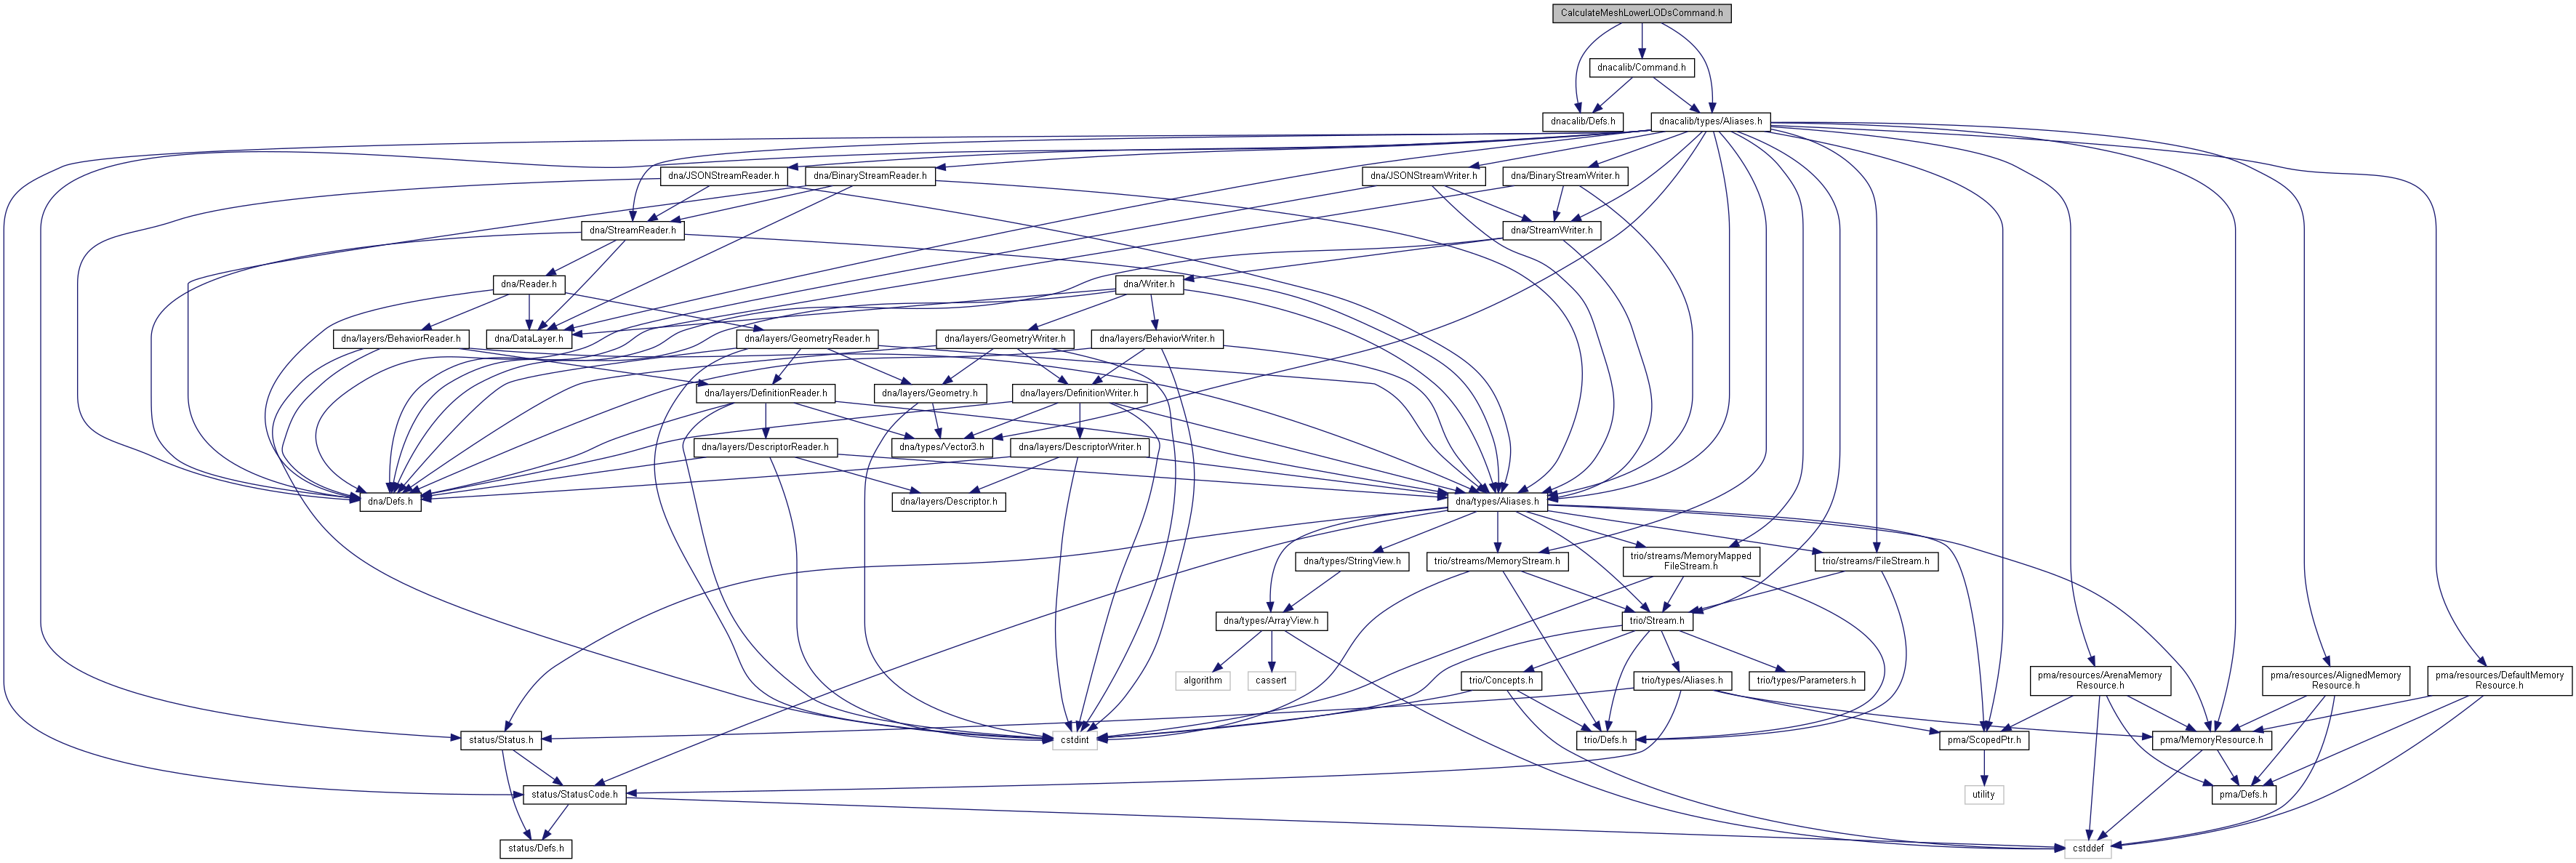 CalculateMeshLowerLODsCommand.h
dnacalib/Command.h
dnacalib/Defs.h
dnacalib/types/Aliases.h
dna/JSONStreamReader.h
dna/BinaryStreamReader.h
dna/JSONStreamWriter.h
dna/BinaryStreamWriter.h
dna/StreamReader.h
dna/StreamWriter.h
dna/Reader.h
dna/Writer.h
dna/layers/BehaviorReader.h
dna/DataLayer.h
dna/layers/GeometryReader.h
dna/layers/GeometryWriter.h
dna/layers/BehaviorWriter.h
dna/layers/DefinitionReader.h
dna/layers/Geometry.h
dna/layers/DefinitionWriter.h
dna/layers/DescriptorReader.h
dna/types/Vector3.h
dna/layers/DescriptorWriter.h
dna/Defs.h
dna/layers/Descriptor.h
dna/types/Aliases.h
dna/types/StringView.h
trio/streams/MemoryStream.h
trio/streams/MemoryMapped
FileStream.h
trio/streams/FileStream.h
dna/types/ArrayView.h
trio/Stream.h
algorithm
cassert
trio/Concepts.h
trio/types/Aliases.h
trio/types/Parameters.h
pma/resources/ArenaMemory
Resource.h
pma/resources/AlignedMemory
Resource.h
pma/resources/DefaultMemory
Resource.h
status/Status.h
cstdint
trio/Defs.h
pma/ScopedPtr.h
pma/MemoryResource.h
status/StatusCode.h
utility
pma/Defs.h
status/Defs.h
cstddef